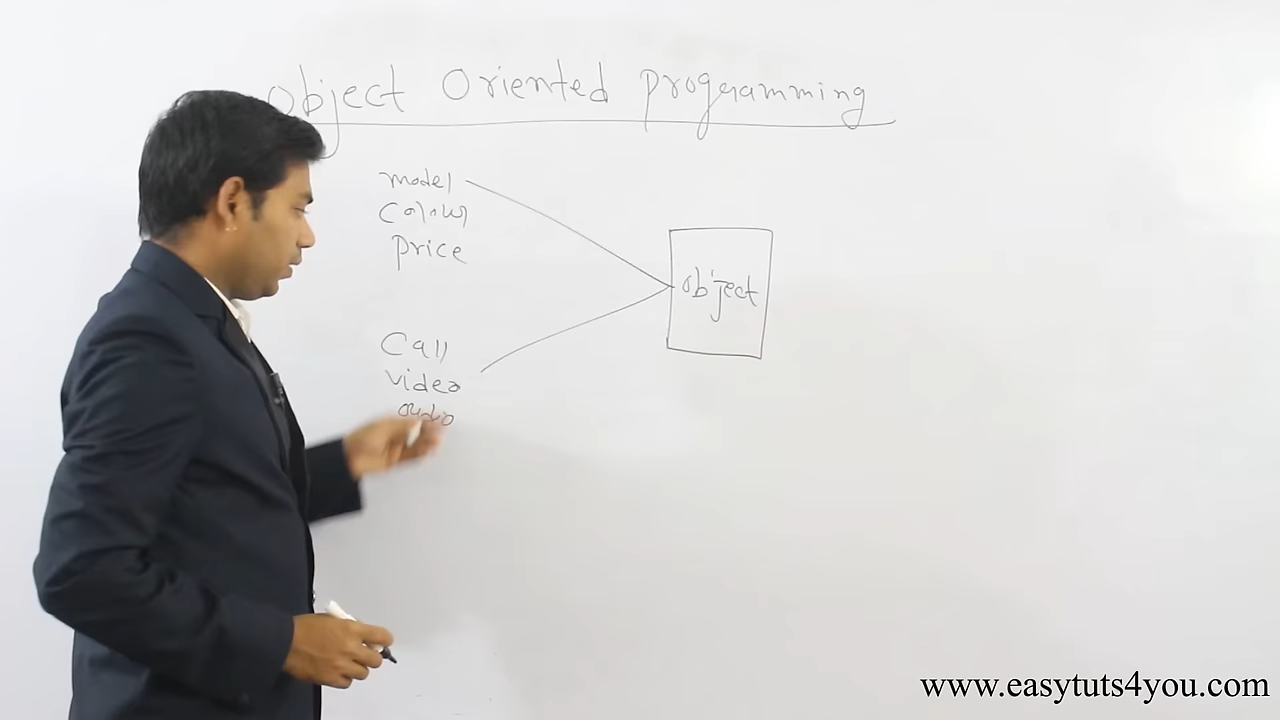 Object Oriented programming
model
Colour
price
object
Call
video
audio
www.easytuts4you.com